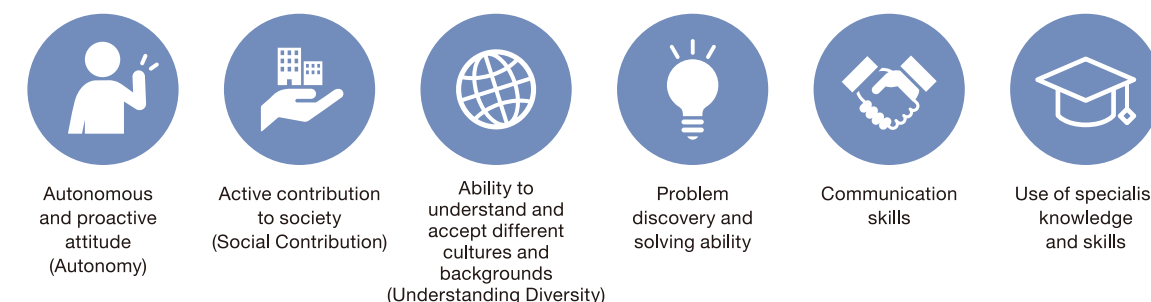 Autonomous
and proactive
attitude
(Autonomy)
Active contribution
to society
(Social Contribution)
Ability to
understand and
accept different
cultures and
backgrounds
(Understanding Diversity)
Problem
discovery and
solving ability
Communication
skills
Use of specialis
knowledge
and skills